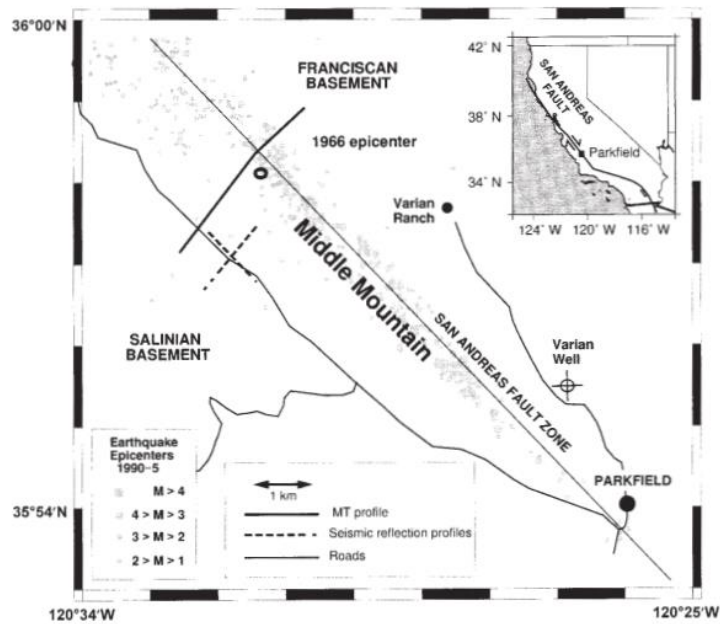 36°00'N
FRANCISCAN
BASEMENT
1966 epicenter
42° N
38° N
34° N
SAN ANDREAS
FAULT
Parkfield
124° W
120° W
116° W
Varian
Ranch
Middle Mountain
SALINIAN
BASEMENT
SAN ANDREAS FAULT ZONE
Varian
Well
Earthquake
Epicenters
1990-5
M > 4
4 > M > 3
3 > M > 2
2 > M > 1
1 km
MT profile
Seismic reflection profiles
Roads
PARKFIELD
35°54'N
120°34'W
120°25'W